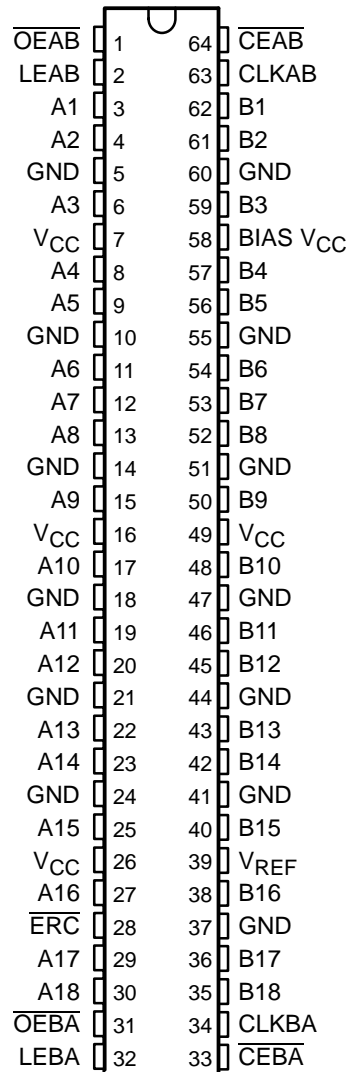 O̅E̅A̅B̅ 1 64 C̅E̅A̅B̅
LEAB 2 63 CLKAB
A1 3 62 B1
A2 4 61 B2
GND 5 60 GND
A3 6 59 B3
VCC 7 58 BIAS VCC
A4 8 57 B4
A5 9 56 B5
GND 10 55 GND
A6 11 54 B6
A7 12 53 B7
A8 13 52 B8
GND 14 51 GND
A9 15 50 B9
VCC 16 49 VCC
A10 17 48 B10
GND 18 47 GND
A11 19 46 B11
A12 20 45 B12
GND 21 44 GND
A13 22 43 B13
A14 23 42 B14
GND 24 41 GND
A15 25 40 B15
VCC 26 39 VREF
A16 27 38 B16
E̅R̅C̅ 28 37 GND
A17 29 36 B17
A18 30 35 B18
O̅E̅B̅A̅ 31 34 CLKBA
LEBA 32 33 C̅E̅B̅A̅